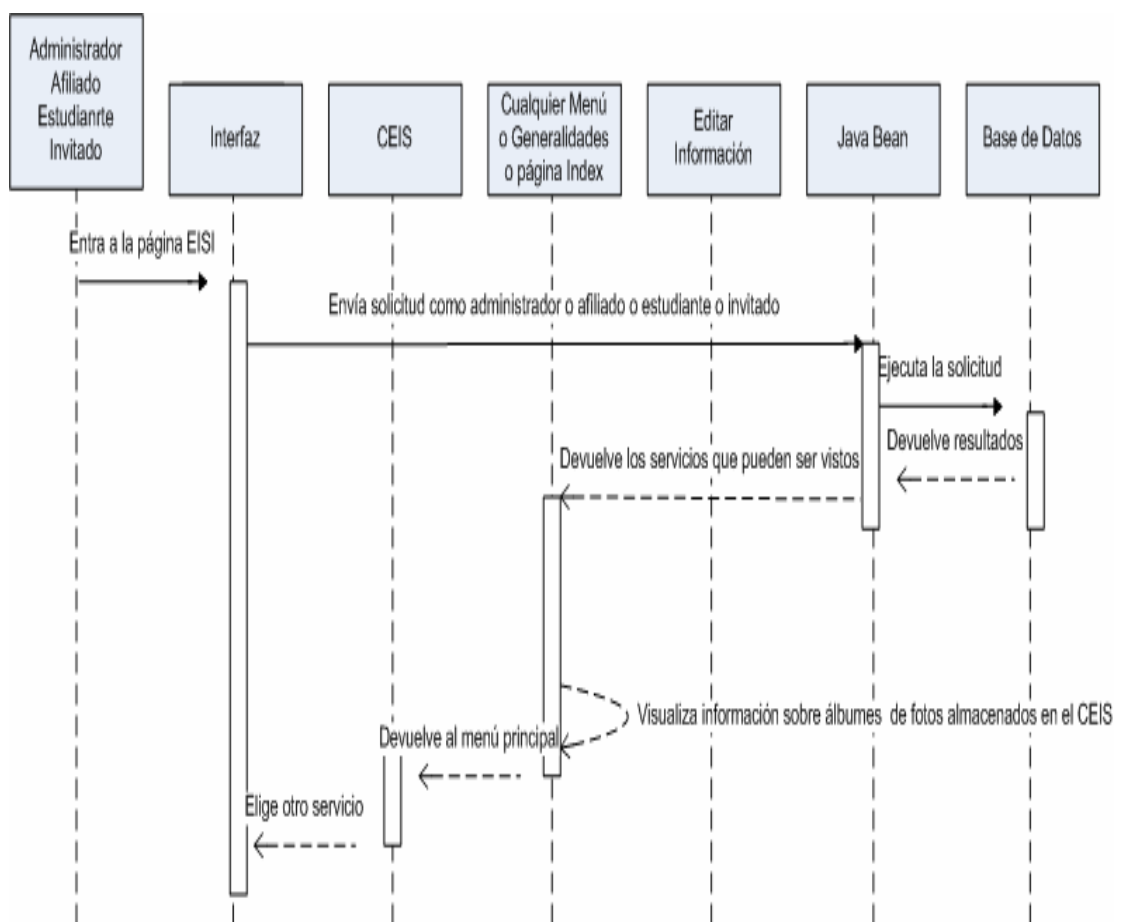 Administrador
Afiliado
Estudianrte
Invitado
Interfaz
CEIS
Cualquier Menú
o Generalidades
o página Index
Editar
Información
Java Bean
Base de Datos
Entra a la página EISI
Envía solicitud como administrador o afiliado o estudiante o invitado
Ejecuta la solicitud
Devuelve resultados
Devuelve los servicios que pueden ser vistos
Visualiza información sobre álbumes de fotos almacenados en el CEIS
Devuelve al menú principal
Elige otro servicio